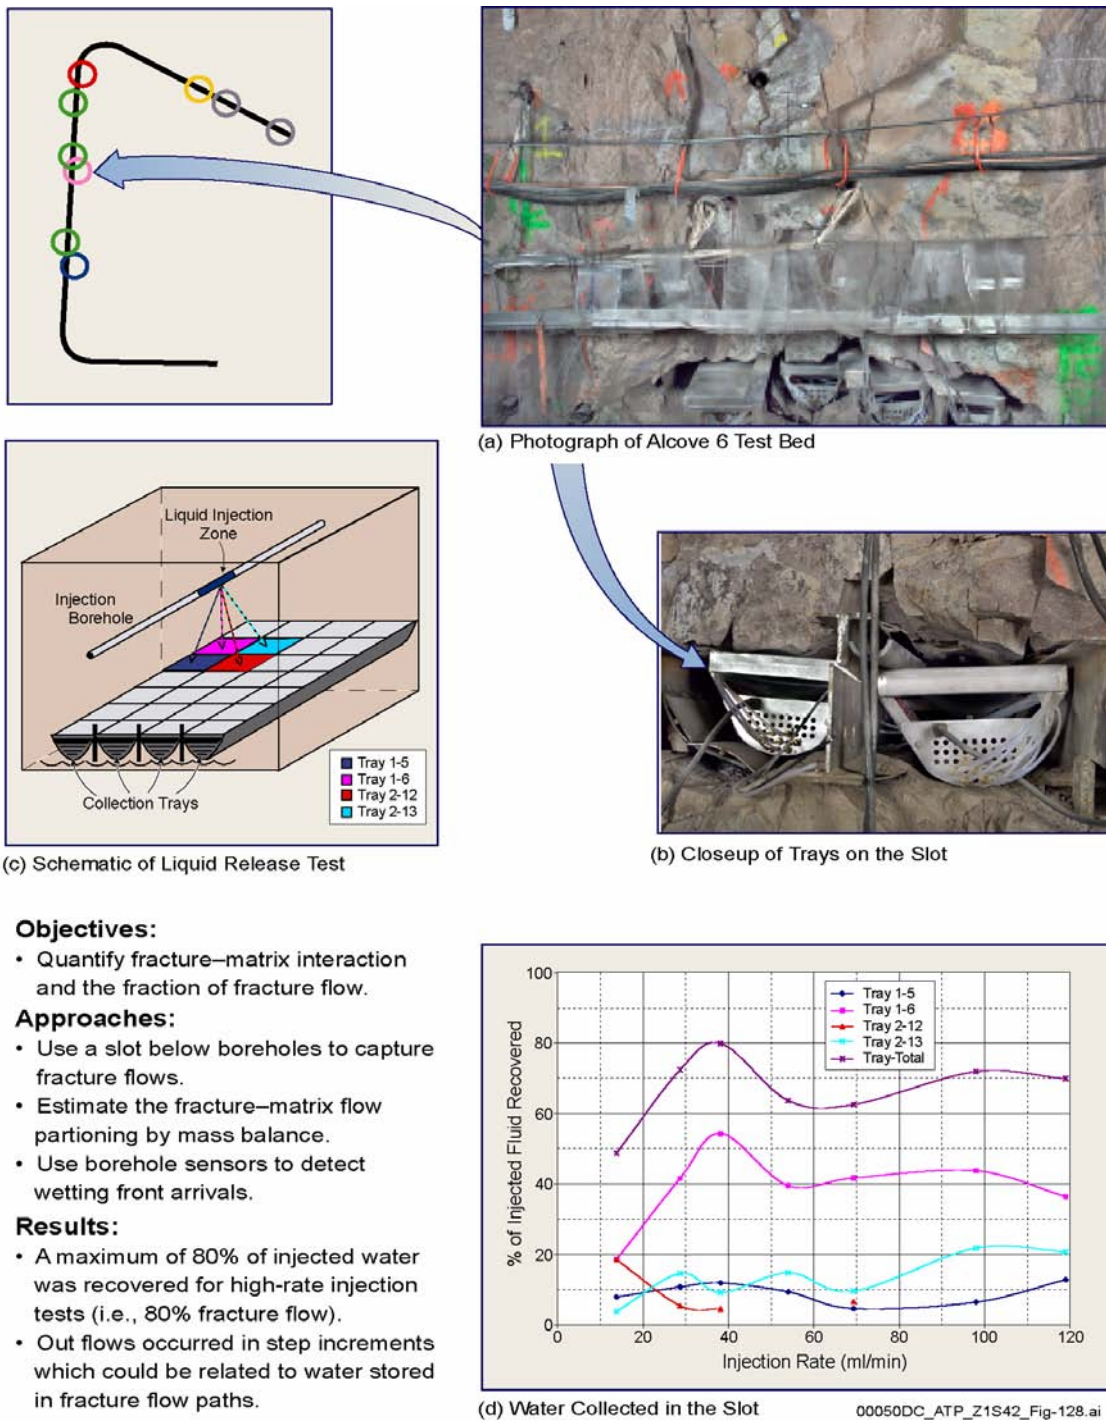 (a) Photograph of Alcove 6 Test Bed
Liquid Injection
Zone
Injection
Borehole
Collection Trays
Tray 1-5
Tray 1-6
Tray 2-12
Tray 2-13
(c) Schematic of Liquid Release Test
(b) Closeup of Trays on the Slot
Objectives:
• Quantify fracture–matrix interaction
and the fraction of fracture flow.
Approaches:
• Use a slot below boreholes to capture
fracture flows.
• Estimate the fracture–matrix flow
partioning by mass balance.
• Use borehole sensors to detect
wetting front arrivals.
Results:
• A maximum of 80% of injected water
was recovered for high-rate injection
tests (i.e., 80% fracture flow).
• Out flows occurred in step increments
which could be related to water stored
in fracture flow paths.
% of Injected Fluid Recovered
100
80
60
40
20
0
Tray 1-5
Tray 1-6
Tray 2-12
Tray 2-13
Tray-Total
0 20 40 60 80 100 120
Injection Rate (ml/min)
(d) Water Collected in the Slot
00050DC_ATP_Z1S42_Fig-128.ai